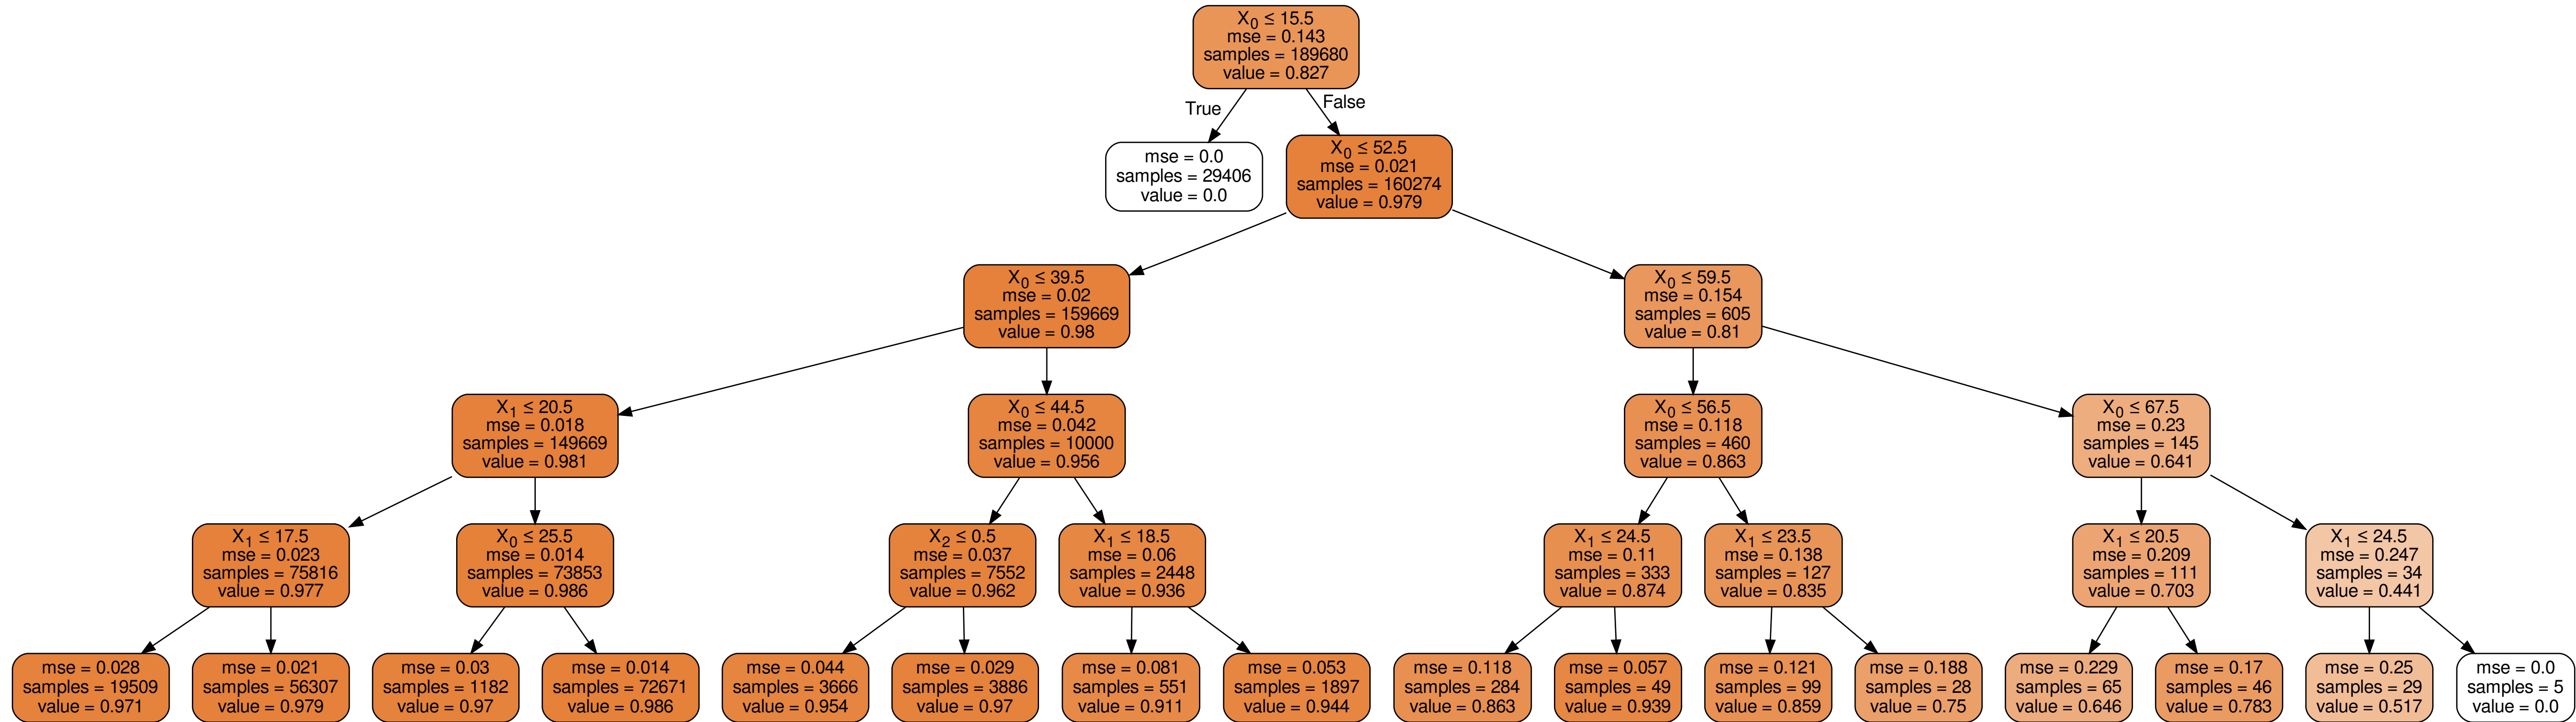 X0 ≤ 15.5
mse = 0.143
samples = 189680
value = 0.827
True
False
mse = 0.0
samples = 29406
value = 0.0
X0 ≤ 52.5
mse = 0.021
samples = 160274
value = 0.979
X0 ≤ 39.5
mse = 0.02
samples = 159669
value = 0.98
X0 ≤ 59.5
mse = 0.154
samples = 605
value = 0.81
X1 ≤ 20.5
mse = 0.018
samples = 149669
value = 0.981
X0 ≤ 44.5
mse = 0.042
samples = 10000
value = 0.956
X0 ≤ 56.5
mse = 0.118
samples = 460
value = 0.863
X0 ≤ 67.5
mse = 0.23
samples = 145
value = 0.641
X1 ≤ 17.5
mse = 0.023
samples = 75816
value = 0.977
X0 ≤ 25.5
mse = 0.014
samples = 73853
value = 0.986
X2 ≤ 0.5
mse = 0.037
samples = 7552
value = 0.962
X1 ≤ 18.5
mse = 0.06
samples = 2448
value = 0.936
X1 ≤ 24.5
mse = 0.11
samples = 333
value = 0.874
X1 ≤ 23.5
mse = 0.138
samples = 127
value = 0.835
X1 ≤ 20.5
mse = 0.209
samples = 111
value = 0.703
X1 ≤ 24.5
mse = 0.247
samples = 34
value = 0.441
mse = 0.028
samples = 19509
value = 0.971
mse = 0.021
samples = 56307
value = 0.979
mse = 0.03
samples = 1182
value = 0.97
mse = 0.014
samples = 72671
value = 0.986
mse = 0.044
samples = 3666
value = 0.954
mse = 0.029
samples = 3886
value = 0.97
mse = 0.081
samples = 551
value = 0.911
mse = 0.053
samples = 1897
value = 0.944
mse = 0.118
samples = 284
value = 0.863
mse = 0.057
samples = 49
value = 0.939
mse = 0.121
samples = 99
value = 0.859
mse = 0.188
samples = 28
value = 0.75
mse = 0.229
samples = 65
value = 0.646
mse = 0.17
samples = 46
value = 0.783
mse = 0.25
samples = 29
value = 0.517
mse = 0.0
samples = 5
value = 0.0